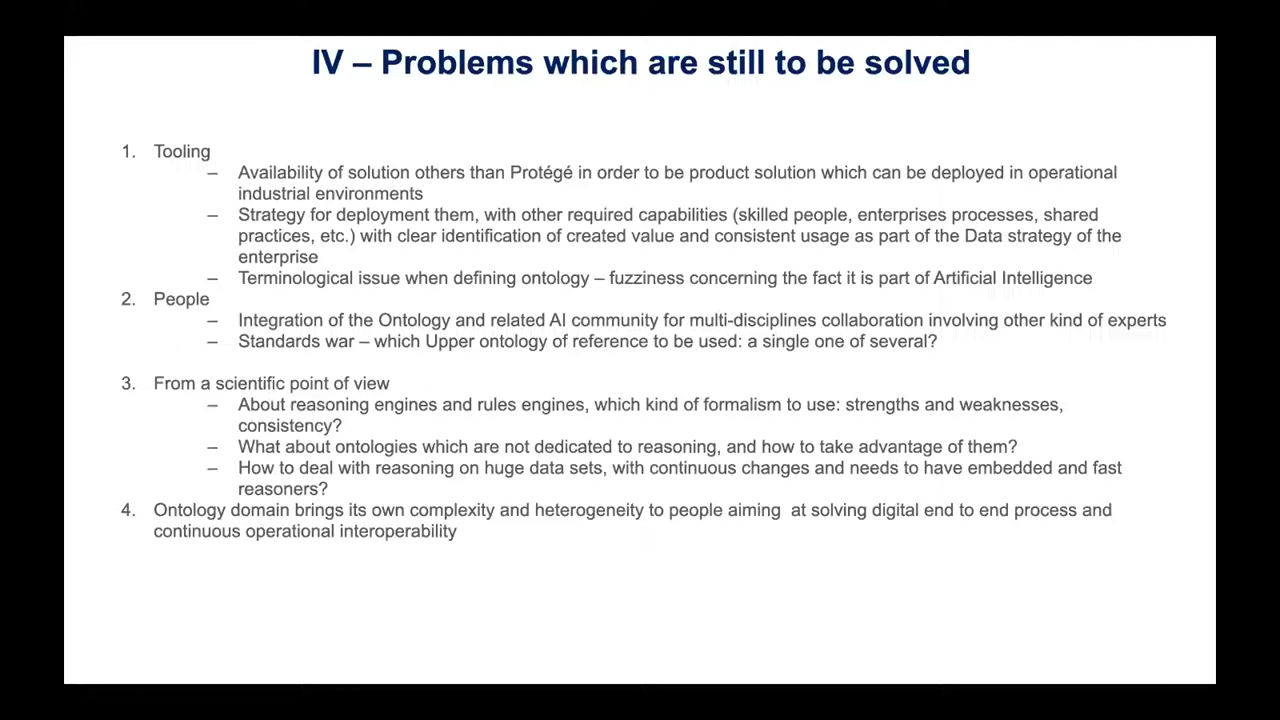 IV – Problems which are still to be solved
1. Tooling
– Availability of solution others than Protégé in order to be product solution which can be deployed in operational
industrial environments
– Strategy for deployment them, with other required capabilities (skilled people, enterprises processes, shared
practices, etc.) with clear identification of created value and consistent usage as part of the Data strategy of the
enterprise
– Terminological issue when defining ontology – fuzziness concerning the fact it is part of Artificial Intelligence
2. People
– Integration of the Ontology and related AI community for multi-disciplines collaboration involving other kind of experts
– Standards war – which Upper ontology of reference to be used: a single one of several?
3. From a scientific point of view
– About reasoning engines and rules engines, which kind of formalism to use: strengths and weaknesses,
consistency?
– What about ontologies which are not dedicated to reasoning, and how to take advantage of them?
– How to deal with reasoning on huge data sets, with continuous changes and needs to have embedded and fast
reasoners?
4. Ontology domain brings its own complexity and heterogeneity to people aiming at solving digital end to end process and
continuous operational interoperability